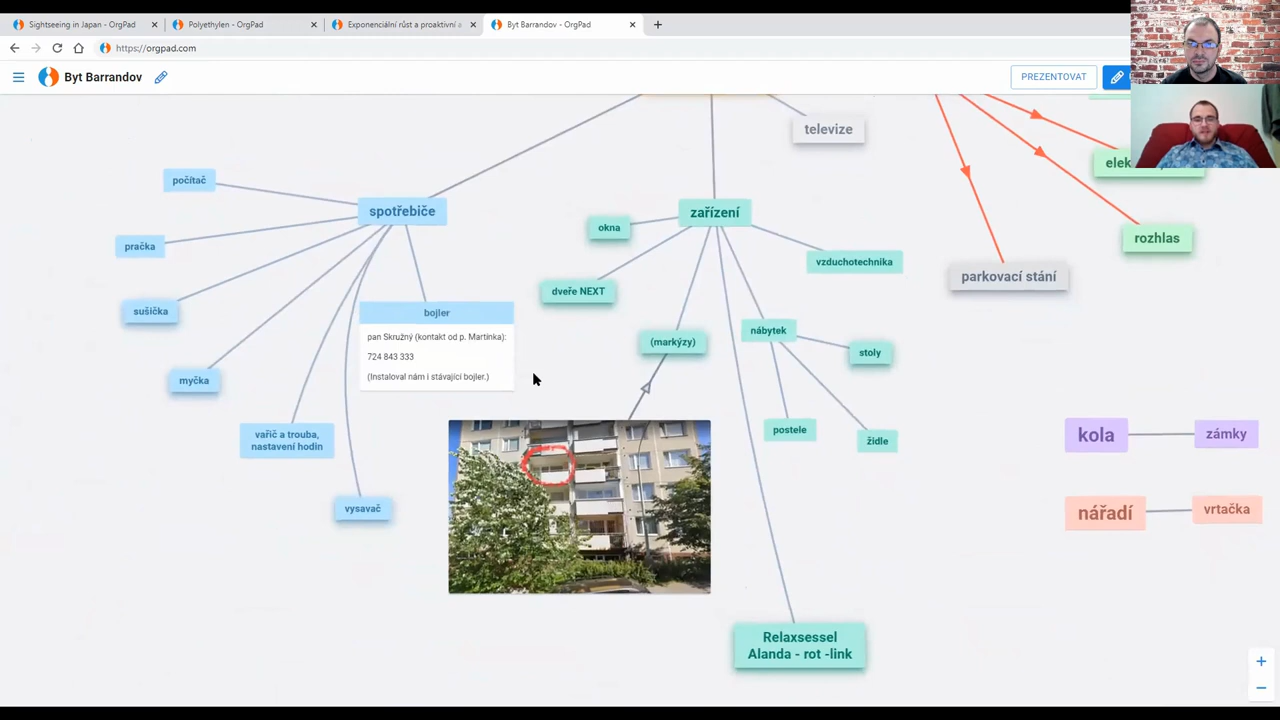 Sightseeing in Japan - OrgPad
Polyethylen - OrgPad
Exponenciální růst a proaktivní a
Byt Barrandov - OrgPad
https://orgpad.com
Byt Barrandov
PREZENTOVAT
televize
počítač
spotřebiče
zařízení
okna
pračka
rozhlas
vzduchotechnika
parkovací stání
dveře NEXT
sušička
bojler
pan Skružný (kontakt od p. Martínka):
724 843 333
(Instaloval nám i stávající bojler.)
(markýzy)
nábytek
stoly
myčka
postele
židle
vařič a trouba,
nastavení hodin
kola
zámky
vysavač
nářadí
vrtačka
Relaxsessel
Alanda - rot -link